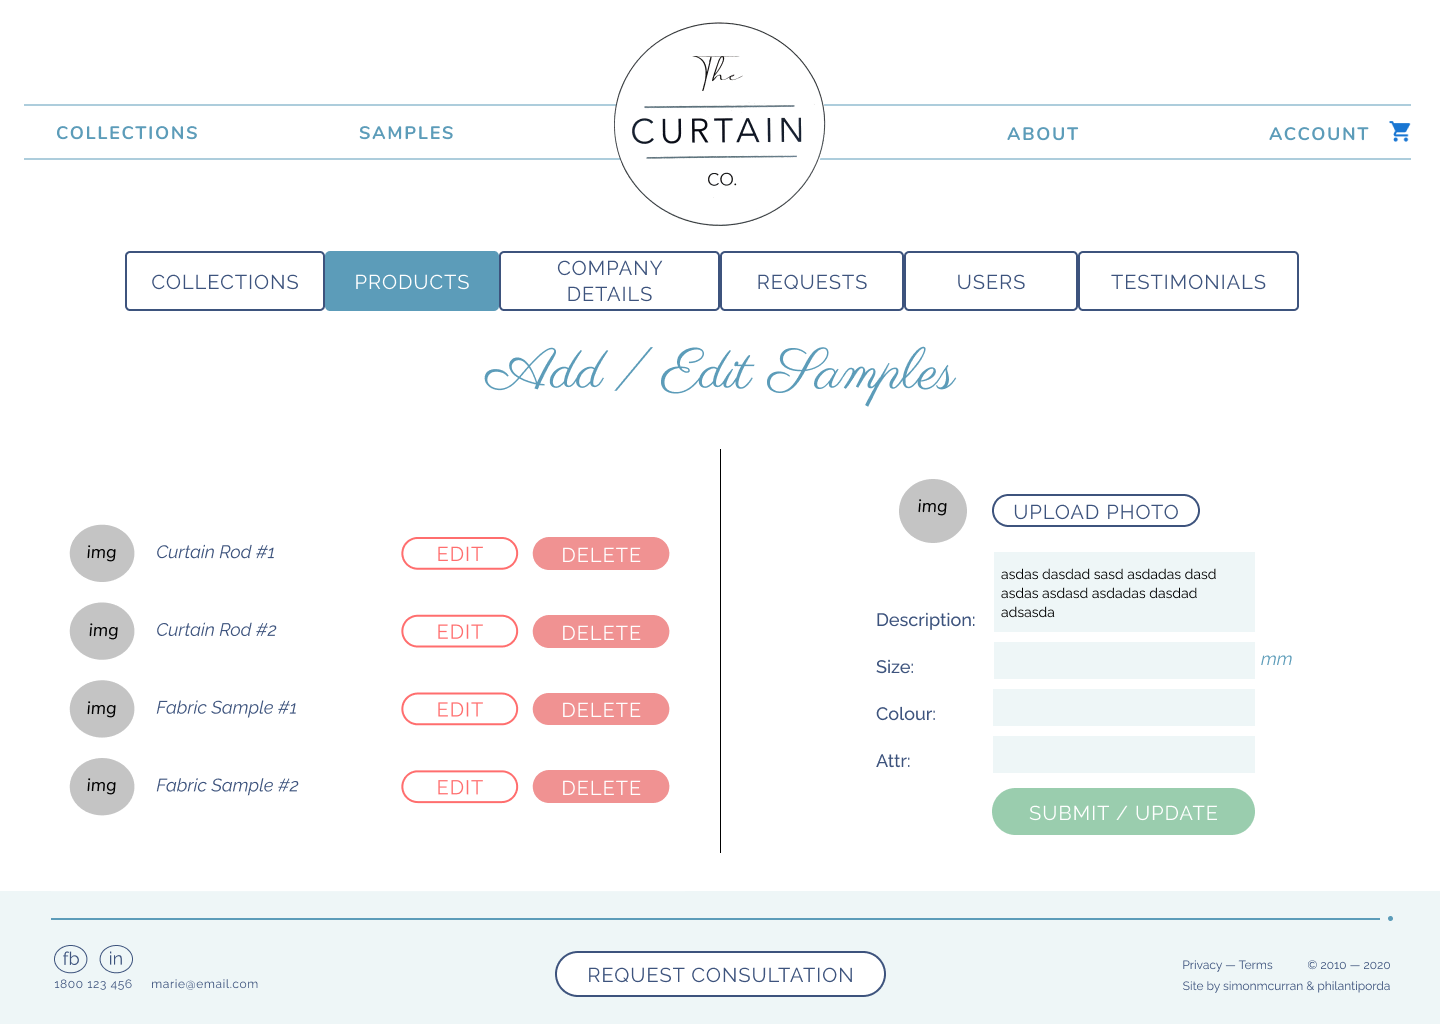 The
CURTAIN
CO.
COLLECTIONS
SAMPLES
ABOUT
ACCOUNT
COLLECTIONS
PRODUCTS
COMPANY
DETAILS
REQUESTS
USERS
TESTIMONIALS
Add / Edit Samples
img
Curtain Rod #1
EDIT
DELETE
img
Curtain Rod #2
EDIT
DELETE
img
Fabric Sample #1
EDIT
DELETE
img
Fabric Sample #2
EDIT
DELETE
img
UPLOAD PHOTO
Description:
asdas dasdad sasd asdadas dasd
asdas asdasd asdadas dasdad
adsasda
Size:
mm
Colour:
Attr:
SUBMIT / UPDATE
fb
in
1800 123 456
marie@email.com
REQUEST CONSULTATION
Privacy — Terms
© 2010 — 2020
Site by simonmcurran & philantiporda